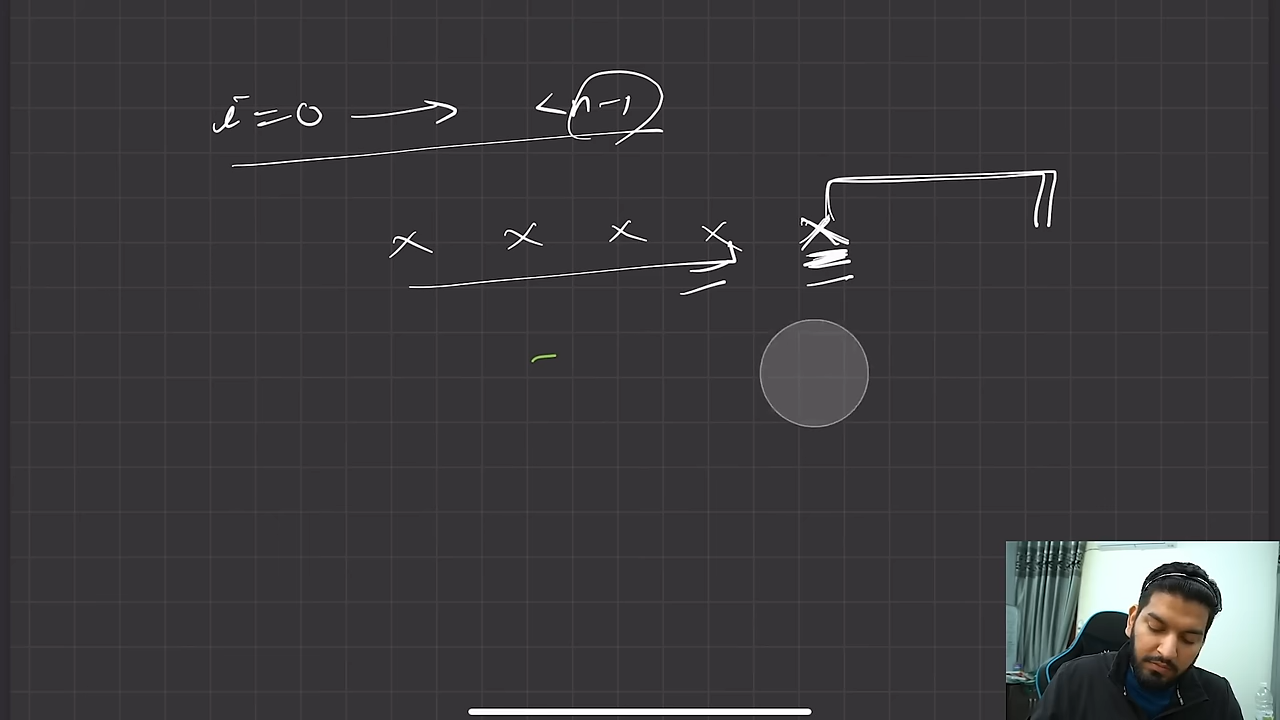 i=0 → <n-1
x x x x x